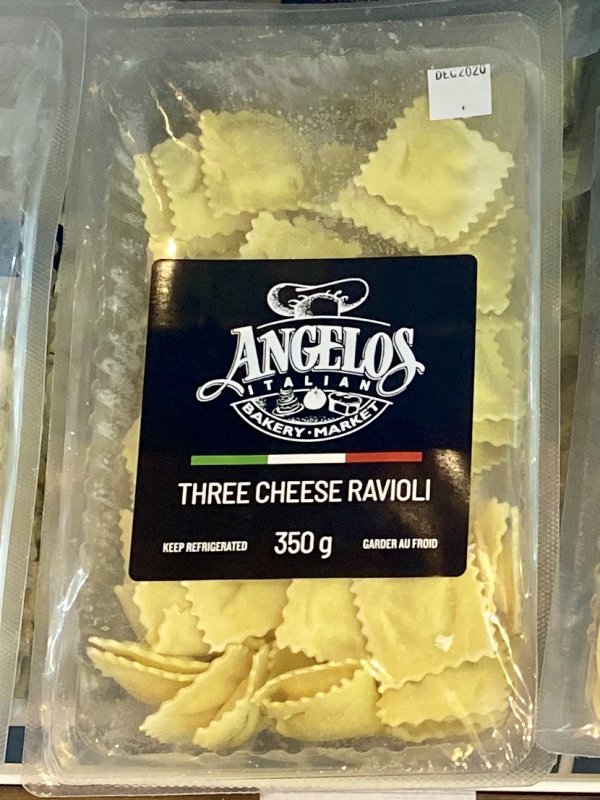 DEC2020
ANGELOS
ITALIAN
BAKERY · MARKET
THREE CHEESE RAVIOLI
KEEP REFRIGERATED 350 g GARDER AU FROID